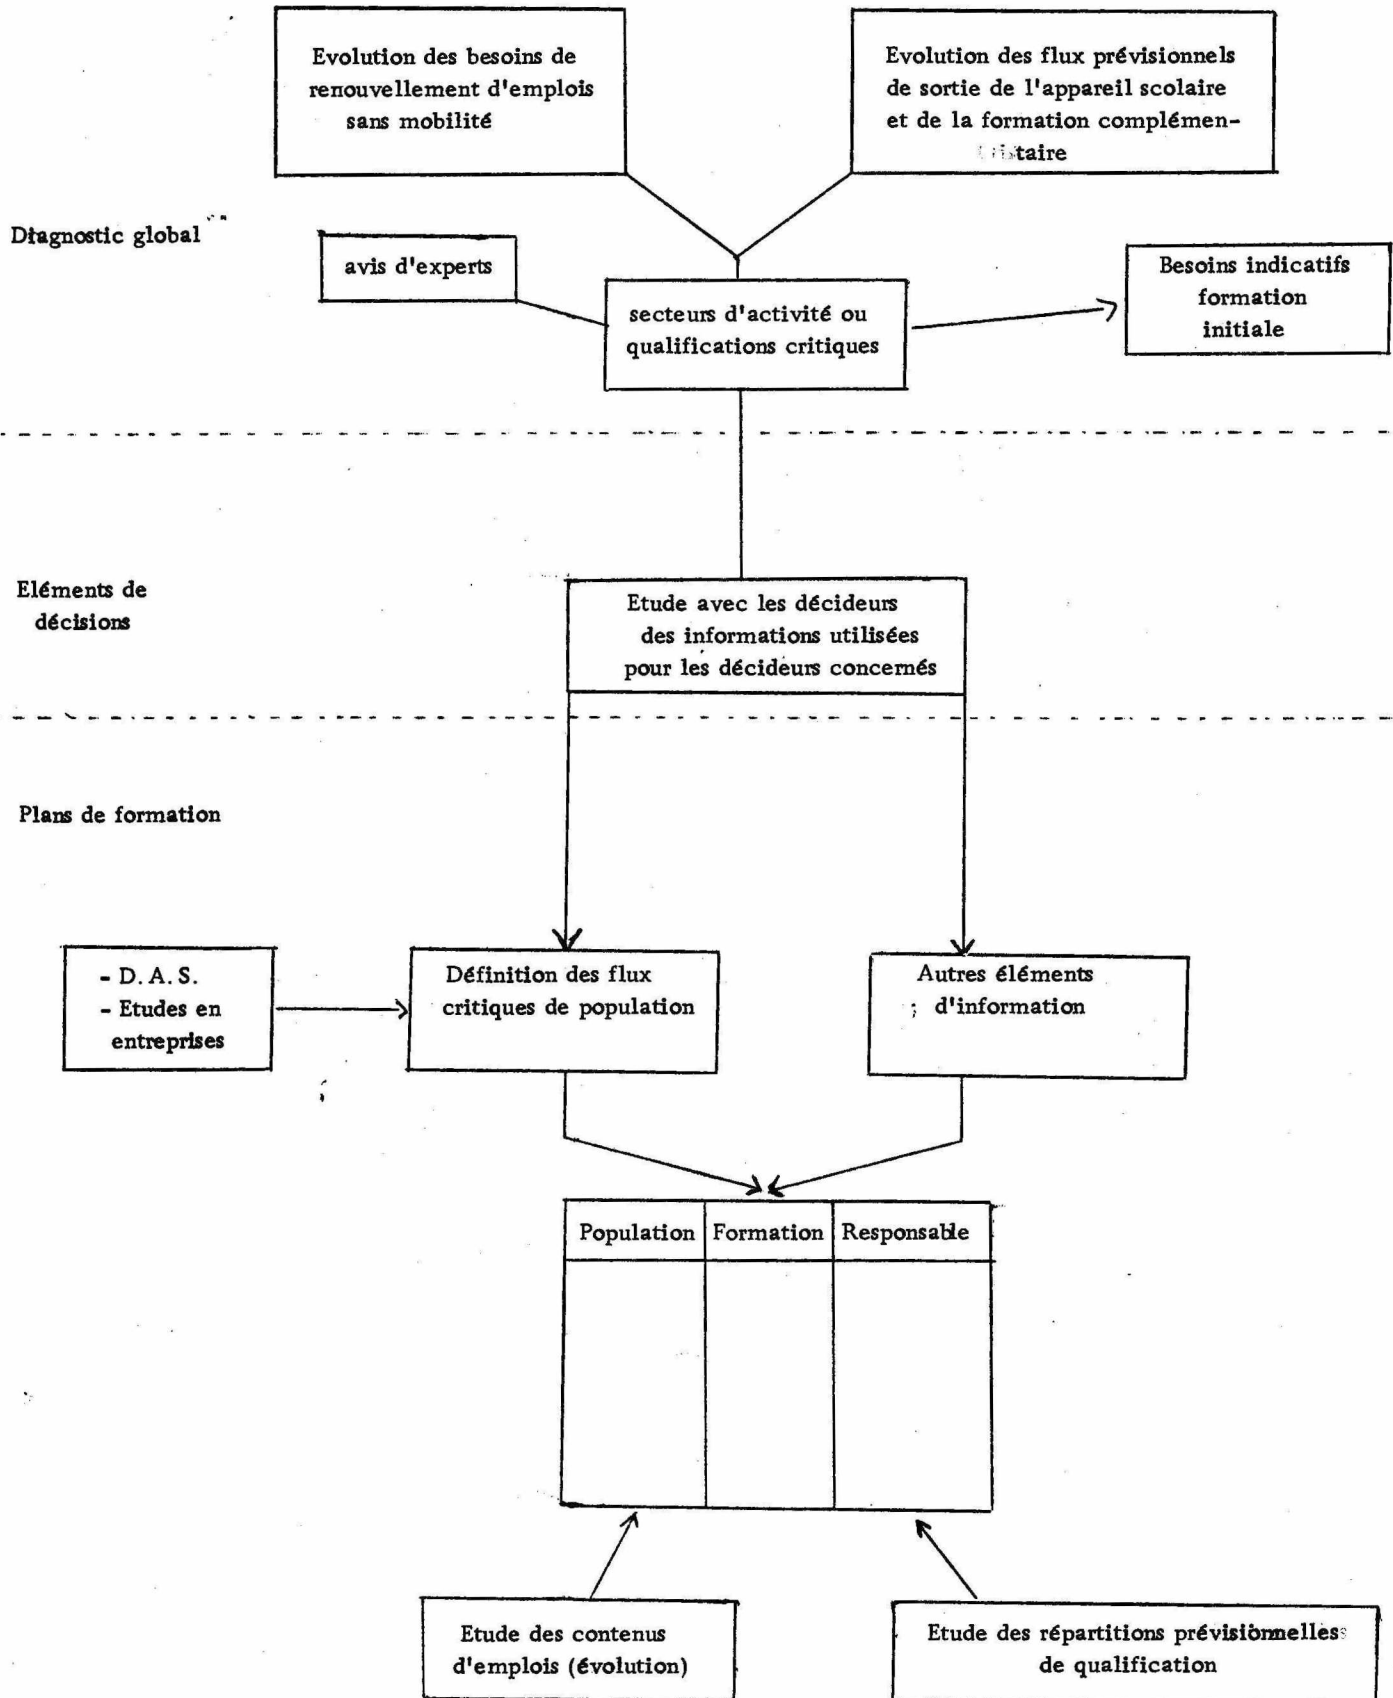 Evolution des besoins de
renouvellement d'emplois
sans mobilité
Evolution des flux prévisionnels
de sortie de l'appareil scolaire
et de la formation complémen-
taire
Diagnostic global
avis d'experts
secteurs d'activité ou
qualifications critiques
Besoins indicatifs
formation
initiale
Eléments de
décisions
Etude avec les décideurs
des informations utilisées
pour les décideurs concernés
Plans de formation
- D. A. S.
- Etudes en
entreprises
Définition des flux
critiques de population
Autres éléments
d'information
Population Formation Responsable
Etude des contenus
d'emplois (évolution)
Etude des répartitions prévisionnelles
de qualification